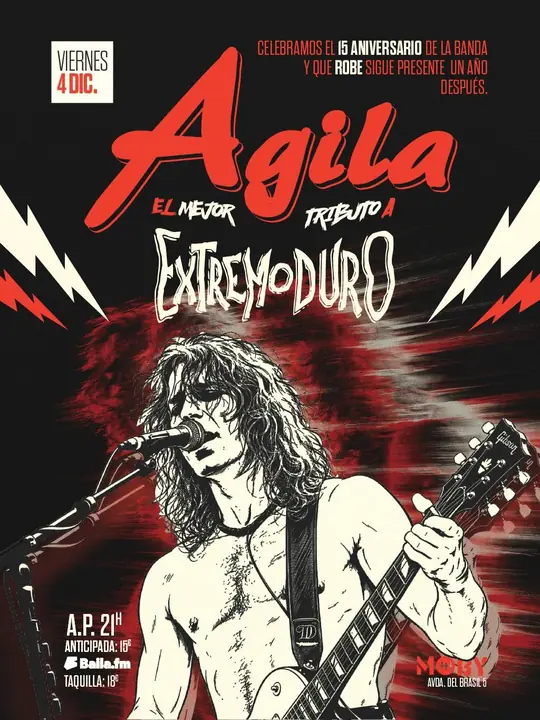 VIERNES
4 DIC.
CELEBRAMOS EL 15 ANIVERSARIO DE LA BANDA
Y QUE ROBE SIGUE PRESENTE UN AÑO
DESPUÉS.
Agila
EL MEJOR TRIBUTO A
EXTREMODURO
Gibson
A.P. 21H
ANTICIPADA: 15€
Baila.fm
TAQUILLA: 18€
MOBY
AVDA. DEL BRASIL 5